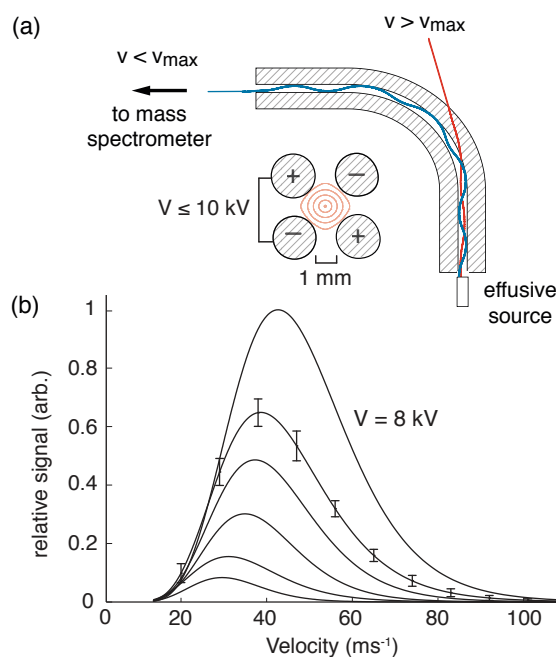 (a)
v > vmax
v < vmax
to mass
spectrometer
+ −
V ≤ 10 kV
− +
1 mm
effusive
source
(b)
1
0.8
0.6
0.4
0.2
0
relative signal (arb.)
V = 8 kV
20 40 60 80 100
Velocity (ms-1)